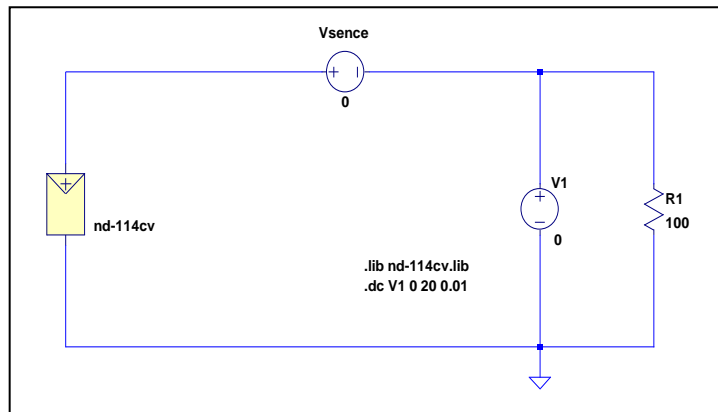 Vsence
0
nd-114cv
V1
0
R1
100
.lib nd-114cv.lib
.dc V1 0 20 0.01